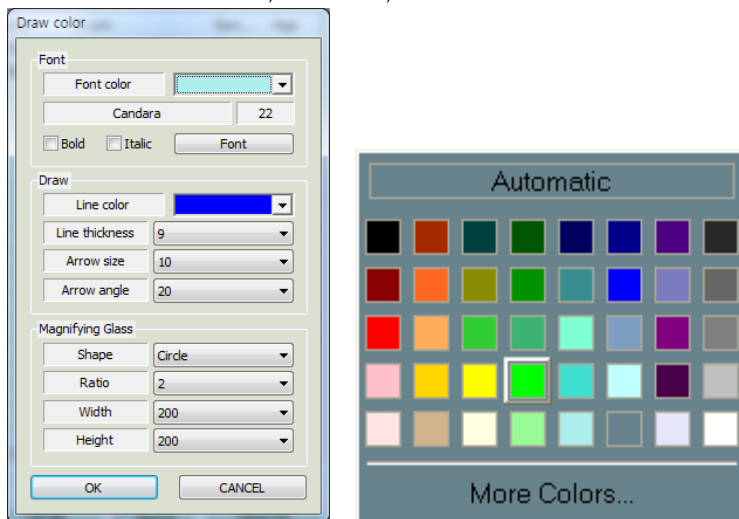 Draw color
Font
Font color
Candara 22
Bold Italic Font
Draw
Line color
Line thickness 9
Arrow size 10
Arrow angle 20
Magnifying Glass
Shape Circle
Ratio 2
Width 200
Height 200
OK CANCEL
Automatic
More Colors...